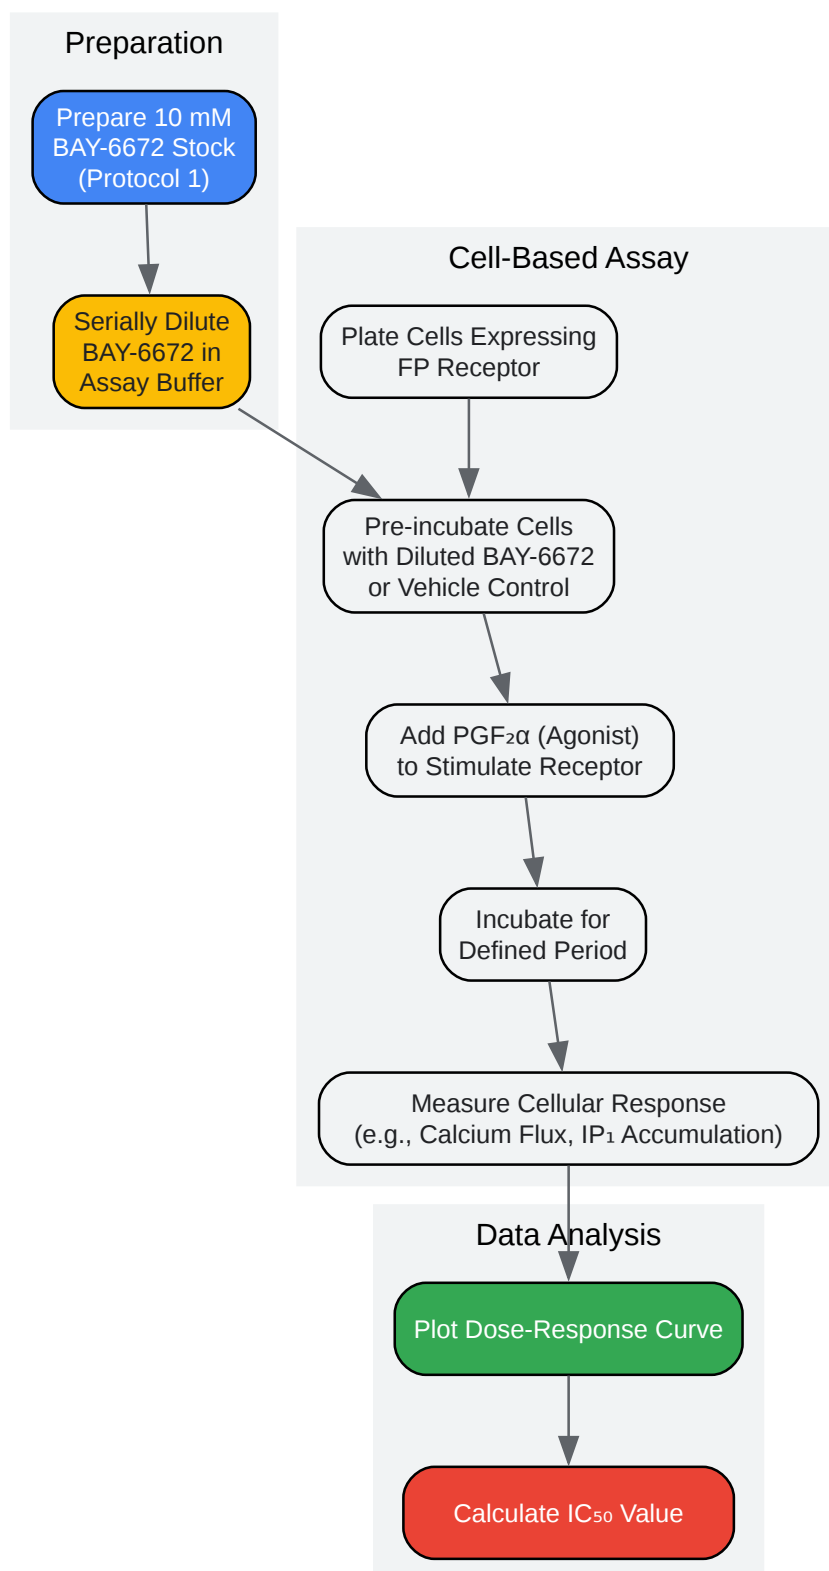 Preparation
Prepare 10 mM
BAY-6672 Stock
(Protocol 1)
Serially Dilute
BAY-6672 in
Assay Buffer
Cell-Based Assay
Plate Cells Expressing
FP Receptor
Pre-incubate Cells
with Diluted BAY-6672
or Vehicle Control
Add PGF₂α (Agonist)
to Stimulate Receptor
Incubate for
Defined Period
Measure Cellular Response
(e.g., Calcium Flux, IP₁ Accumulation)
Data Analysis
Plot Dose-Response Curve
Calculate IC₅₀ Value